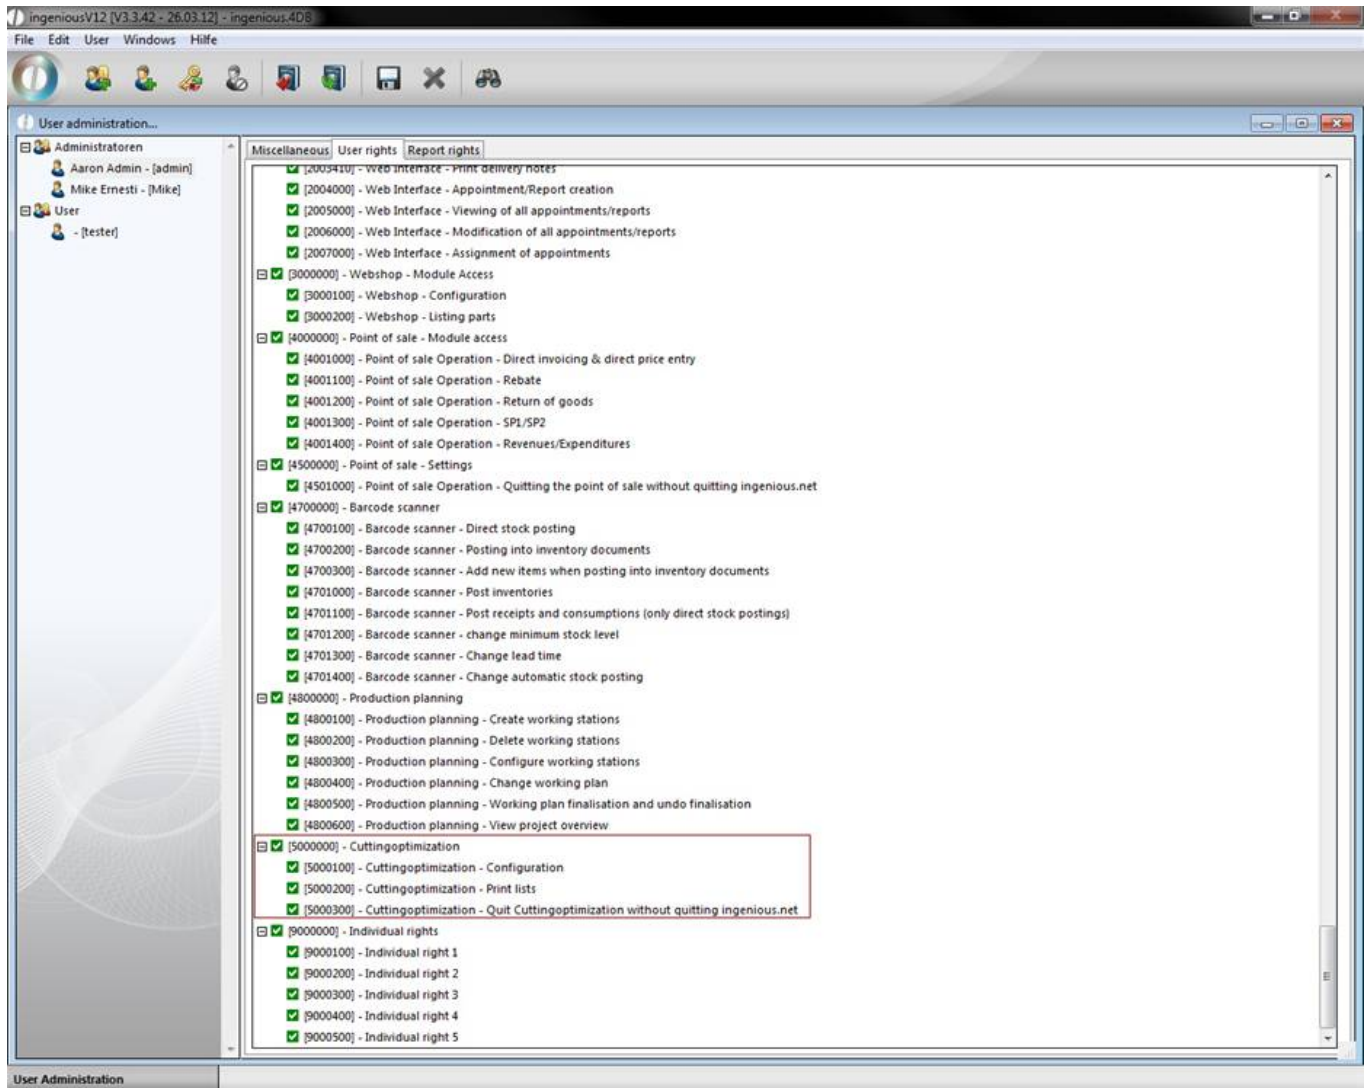 ingeniousV12 [V3.3.42 - 26.03.12] - ingenious.4DB
File Edit User Windows Hilfe
User administration...
Administratoren
Aaron Admin - [admin]
Mike Ernesti - [Mike]
User
- [tester]
Miscellaneous User rights Report rights
[2003410] - Web Interface - Print delivery notes
[2004000] - Web Interface - Appointment/Report creation
[2005000] - Web Interface - Viewing of all appointments/reports
[2006000] - Web Interface - Modification of all appointments/reports
[2007000] - Web Interface - Assignment of appointments
[3000000] - Webshop - Module Access
[3000100] - Webshop - Configuration
[3000200] - Webshop - Listing parts
[4000000] - Point of sale - Module access
[4001000] - Point of sale Operation - Direct invoicing & direct price entry
[4001100] - Point of sale Operation - Rebate
[4001200] - Point of sale Operation - Return of goods
[4001300] - Point of sale Operation - SP1/SP2
[4001400] - Point of sale Operation - Revenues/Expenditures
[4500000] - Point of sale - Settings
[4501000] - Point of sale Operation - Quitting the point of sale without quitting ingenious.net
[4700000] - Barcode scanner
[4700100] - Barcode scanner - Direct stock posting
[4700200] - Barcode scanner - Posting into inventory documents
[4700300] - Barcode scanner - Add new items when posting into inventory documents
[4701000] - Barcode scanner - Post inventories
[4701100] - Barcode scanner - Post receipts and consumptions (only direct stock postings)
[4701200] - Barcode scanner - change minimum stock level
[4701300] - Barcode scanner - Change lead time
[4701400] - Barcode scanner - Change automatic stock posting
[4800000] - Production planning
[4800100] - Production planning - Create working stations
[4800200] - Production planning - Delete working stations
[4800300] - Production planning - Configure working stations
[4800400] - Production planning - Change working plan
[4800500] - Production planning - Working plan finalisation and undo finalisation
[4800600] - Production planning - View project overview
[5000000] - Cuttingoptimization
[5000100] - Cuttingoptimization - Configuration
[5000200] - Cuttingoptimization - Print lists
[5000300] - Cuttingoptimization - Quit Cuttingoptimization without quitting ingenious.net
[9000000] - Individual rights
[9000100] - Individual right 1
[9000200] - Individual right 2
[9000300] - Individual right 3
[9000400] - Individual right 4
[9000500] - Individual right 5
User Administration